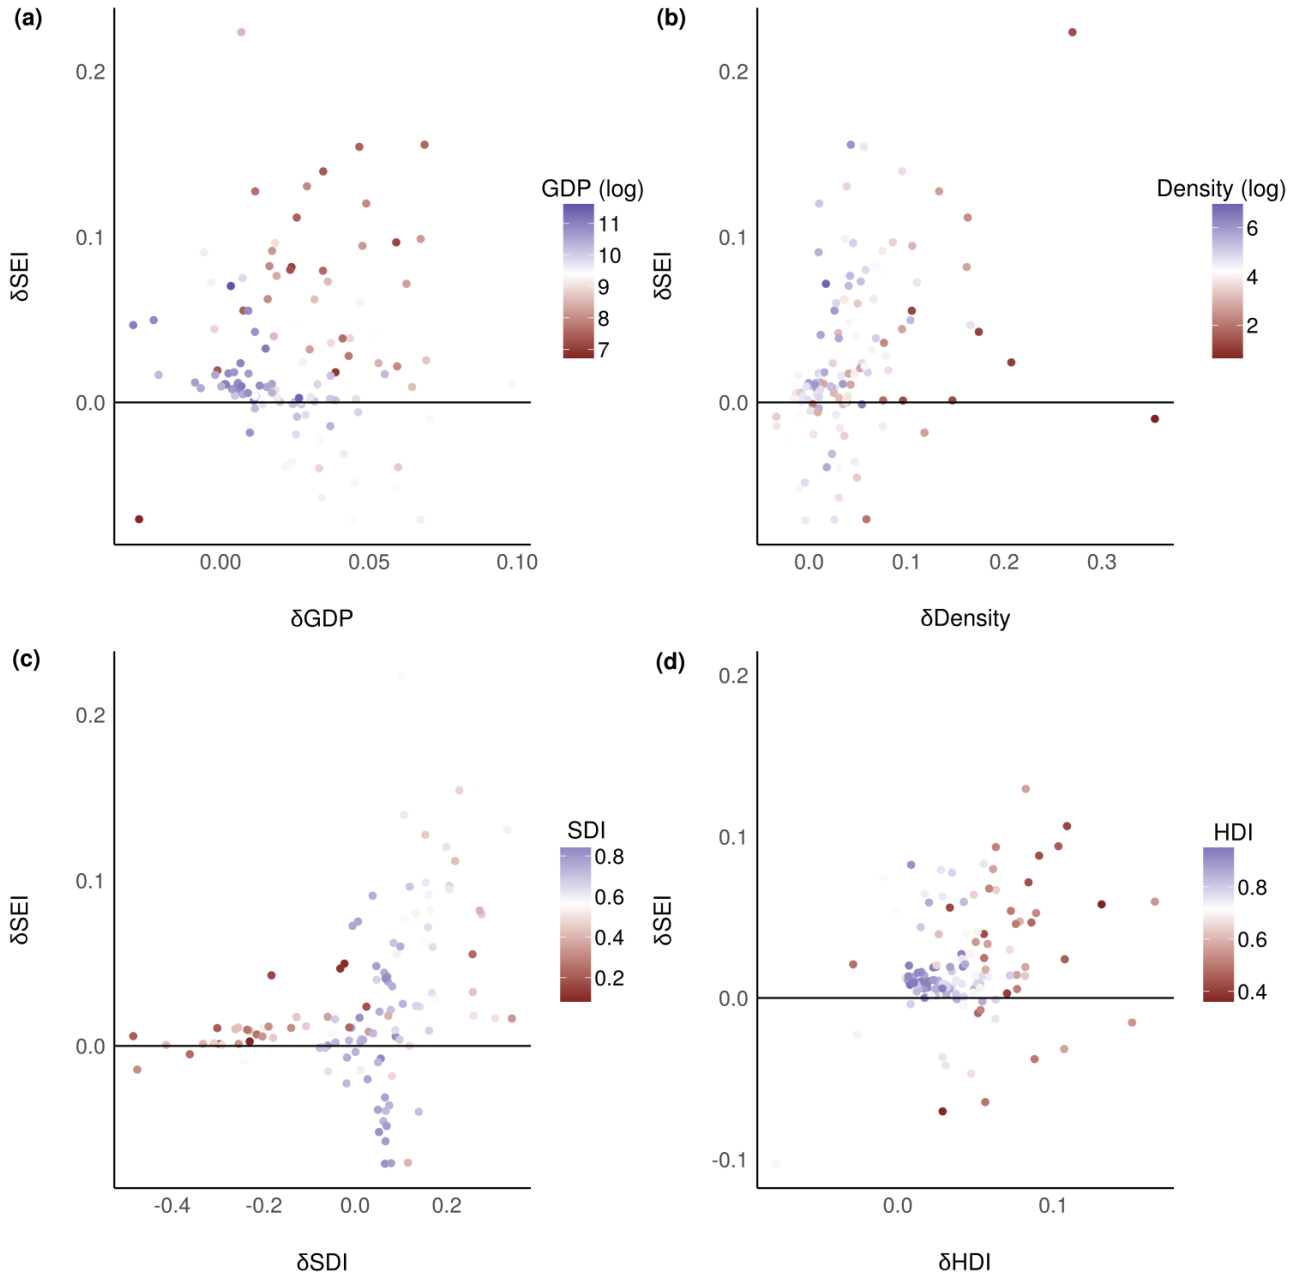 (a)
0.2
0.1
0.0
δSEI
0.00 0.05 0.10
δGDP
GDP (log)
11
10
9
8
7
(b)
0.2
0.1
0.0
δSEI
0.0 0.1 0.2 0.3
δDensity
Density (log)
6
4
2
(c)
0.2
0.1
0.0
δSEI
-0.4 -0.2 0.0 0.2
δSDI
SDI
0.8
0.6
0.4
0.2
(d)
0.2
0.1
0.0
-0.1
δSEI
0.0 0.1
δHDI
HDI
0.8
0.6
0.4